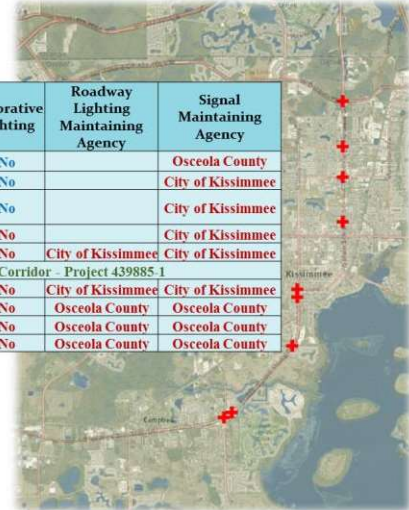 orative Roadway Signal
hting Lighting Maintaining
Maintaining Agency
Agency
No Osceola County
No City of Kissimmee
No City of Kissimmee
No City of Kissimmee
No City of Kissimmee City of Kissimmee
Corridor - Project 439885-1
No City of Kissimmee City of Kissimmee
No Osceola County Osceola County
No Osceola County Osceola County
No Osceola County Osceola County
Kissimmee
Campbell